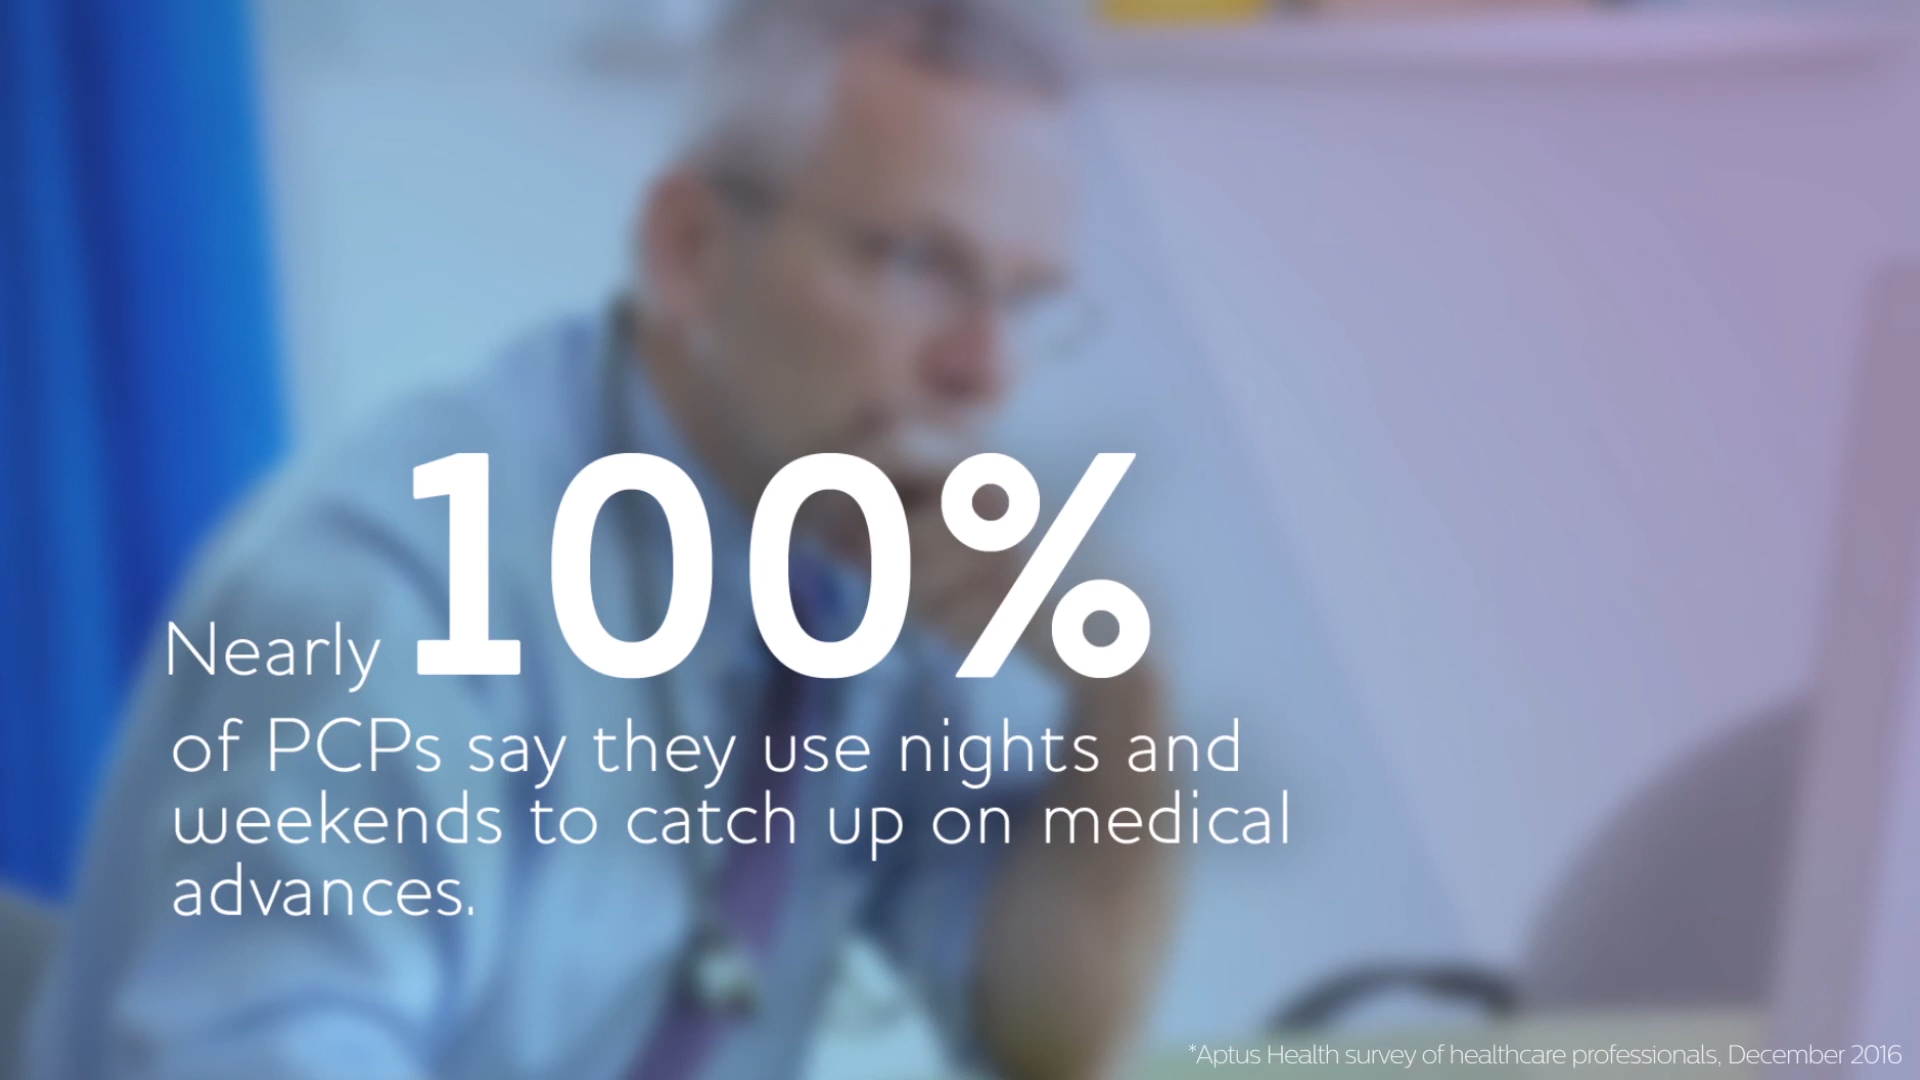 Nearly 100%
of PCPs say they use nights and
weekends to catch up on medical
advances.
*Aptus Health survey of healthcare professionals, December 2016